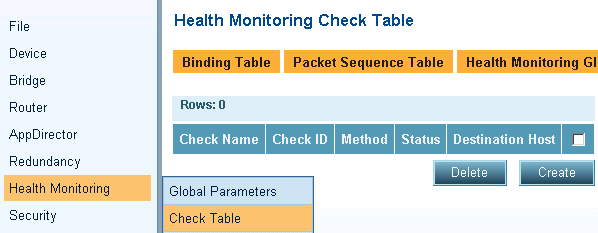 File
Device
Bridge
Router
AppDirector
Redundancy
Health Monitoring
Security
Global Parameters
Check Table
Health Monitoring Check Table
Binding Table
Packet Sequence Table
Health Monitoring Gl
Rows: 0
Check Name Check ID Method Status Destination Host
Delete Create